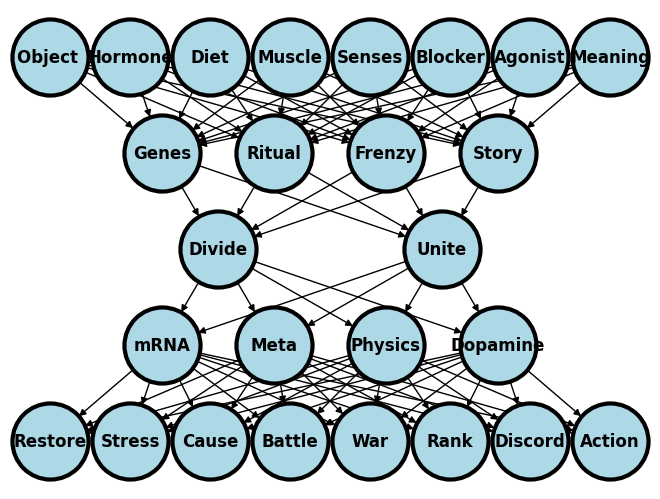 Object Hormone Diet Muscle Senses Blocker Agonist Meaning
Genes Ritual Frenzy Story
Divide Unite
mRNA Meta Physics Dopamine
Restore Stress Cause Battle War Rank Discord Action